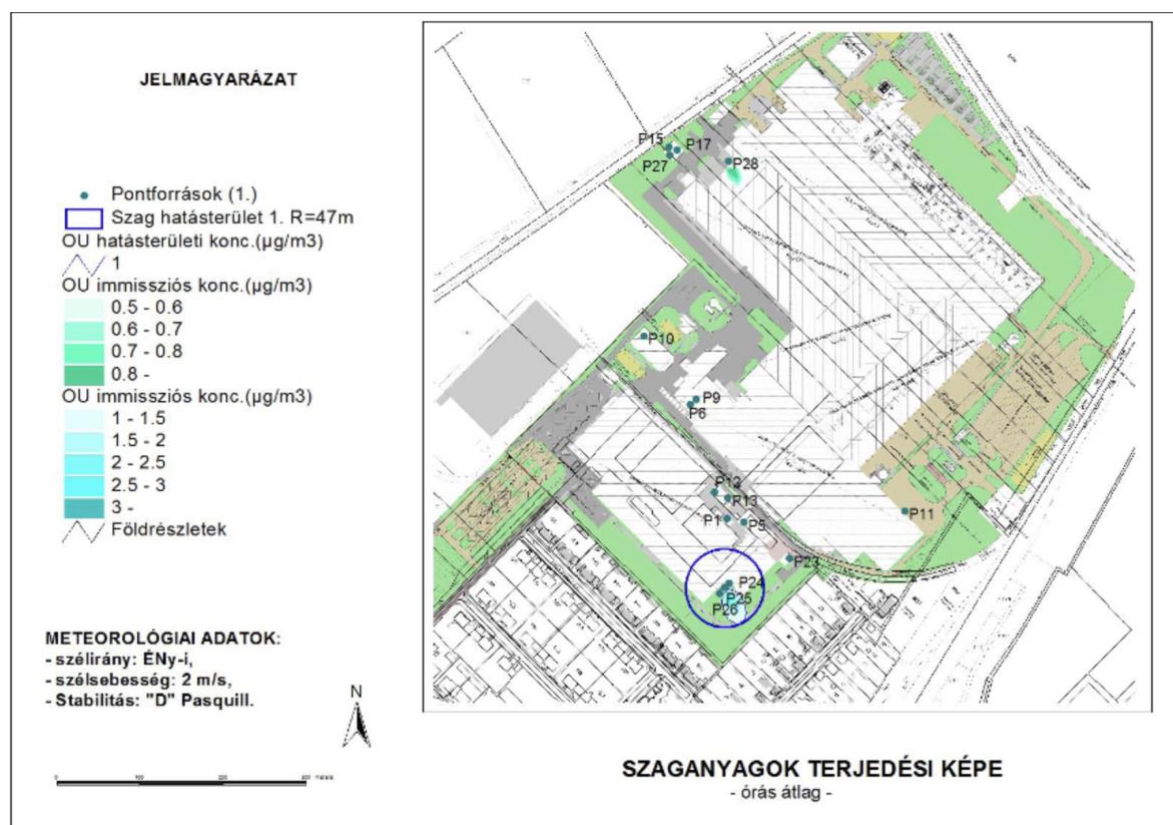 JELMAGYARÁZAT
Pontforrások (1.)
Szag hatásterület 1. R=47m
OU hatásterületi konc.(µg/m3)
1
OU immissziós konc.(µg/m3)
0.5 - 0.6
0.6 - 0.7
0.7 - 0.8
0.8 -
OU immissziós konc.(µg/m3)
1 - 1.5
1.5 - 2
2 - 2.5
2.5 - 3
3 -
Földrészletek
METEOROLÓGIAI ADATOK:
- szélirány: ÉNy-i,
- szélsebesség: 2 m/s,
- Stabilitás: "D" Pasquill.
N
P15
P17
P27
P28
P10
P9
P6
P12
P13
P1
P5
P11
P23
P24
P25
P26
SZAGANYAGOK TERJEDÉSI KÉPE
- órás átlag -